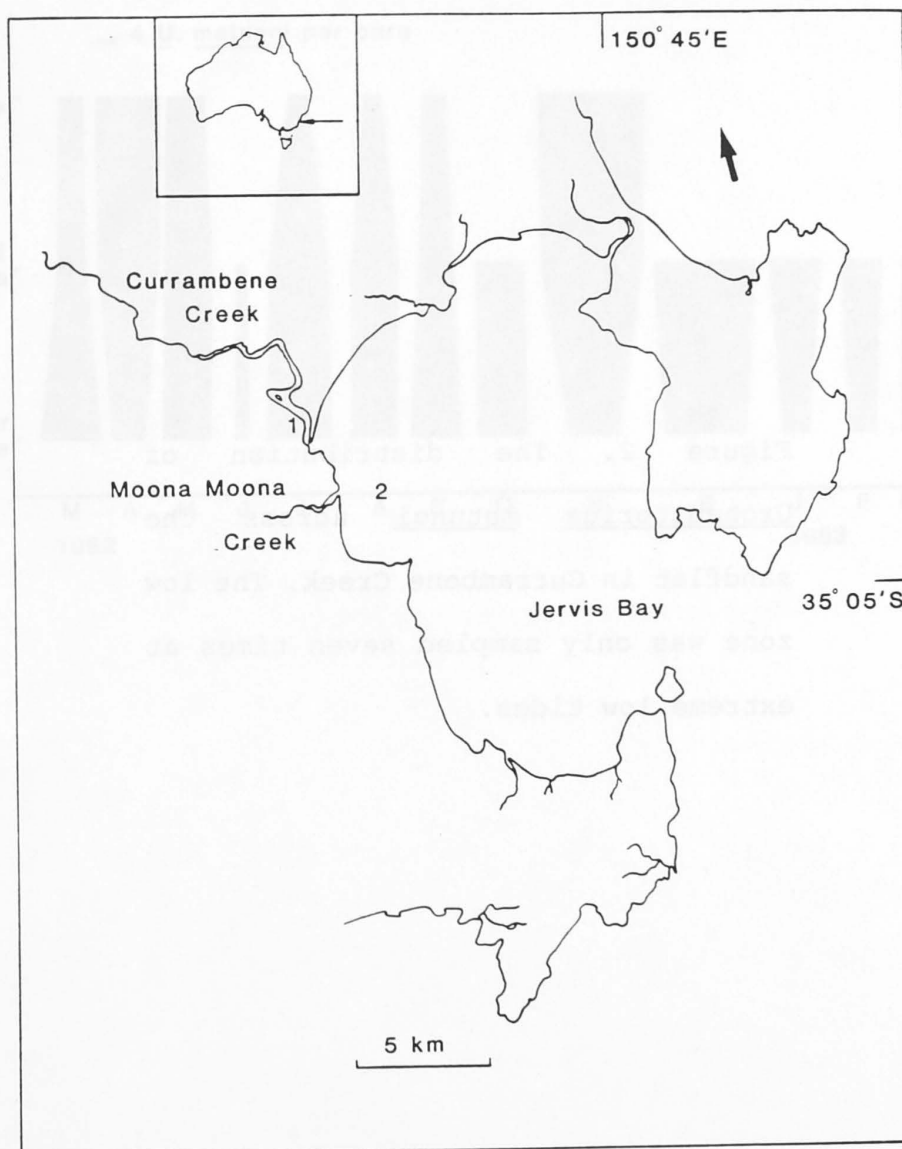 150° 45'E
Currambene
Creek
1
Moona Moona
2
Creek
35° 05'S
Jervis Bay
5 km
Figure 2. The distribution of
across the
sandflat in Currambene Creek. The low
zone was only sampled seven times at
extreme low tides.